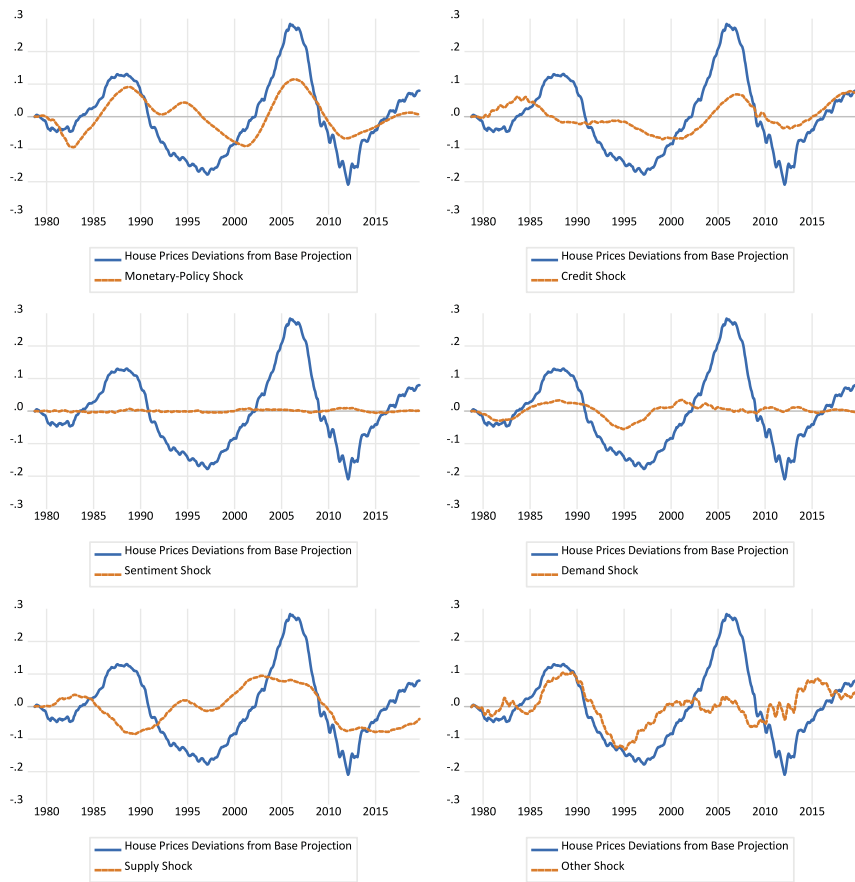 .3
.2
.1
.0
-.1
-.2
-.3
1980 1985 1990 1995 2000 2005 2010 2015
House Prices Deviations from Base Projection
Monetary-Policy Shock
.3
.2
.1
.0
-.1
-.2
-.3
1980 1985 1990 1995 2000 2005 2010 2015
House Prices Deviations from Base Projection
Credit Shock
.3
.2
.1
.0
-.1
-.2
-.3
1980 1985 1990 1995 2000 2005 2010 2015
House Prices Deviations from Base Projection
Sentiment Shock
.3
.2
.1
.0
-.1
-.2
-.3
1980 1985 1990 1995 2000 2005 2010 2015
House Prices Deviations from Base Projection
Demand Shock
.3
.2
.1
.0
-.1
-.2
-.3
1980 1985 1990 1995 2000 2005 2010 2015
House Prices Deviations from Base Projection
Supply Shock
.3
.2
.1
.0
-.1
-.2
-.3
1980 1985 1990 1995 2000 2005 2010 2015
House Prices Deviations from Base Projection
Other Shock